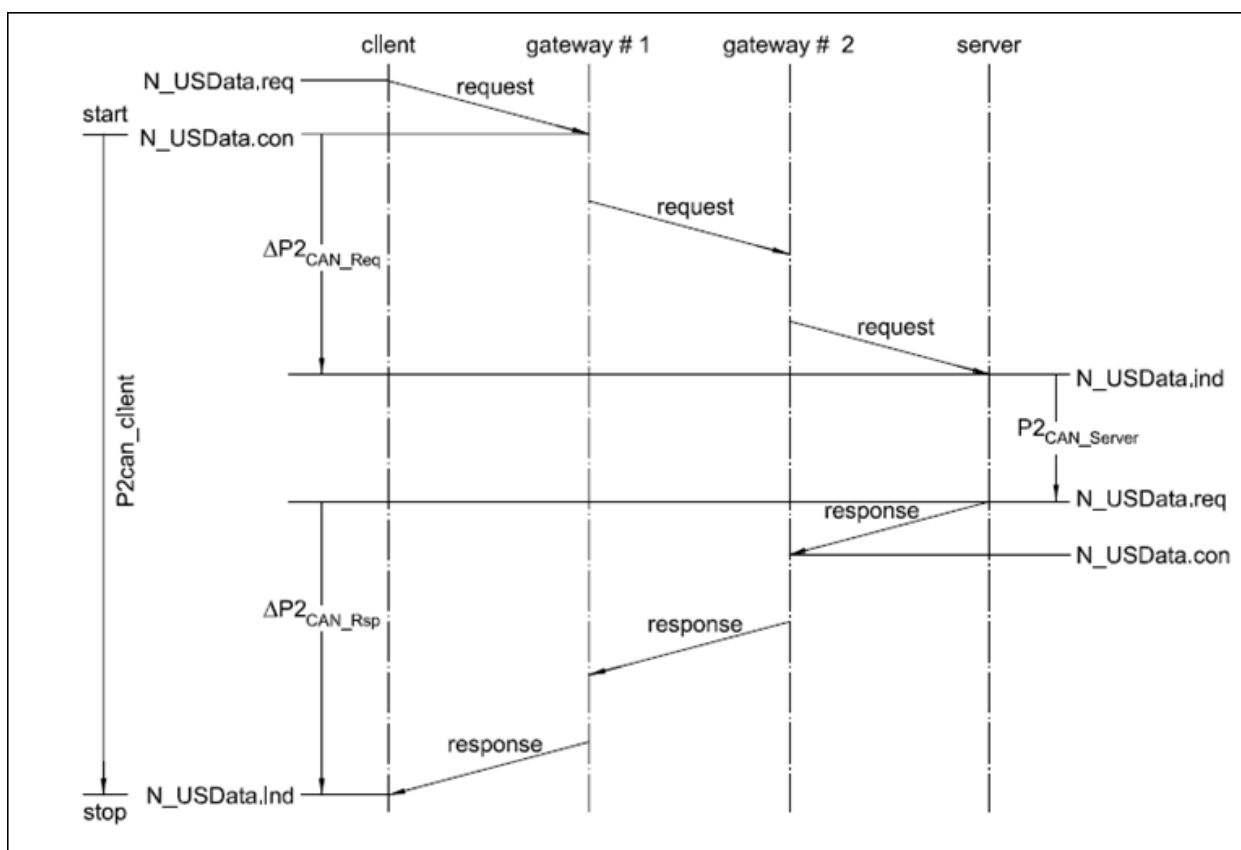 client gateway # 1 gateway # 2 server
N_USData.req
request
start
N_USData.con
request
ΔP2CAN_Req
request
N_USData.ind
P2can_client
P2CAN_Server
N_USData.req
response
N_USData.con
ΔP2CAN_Rsp
response
response
N_USData.Ind
stop